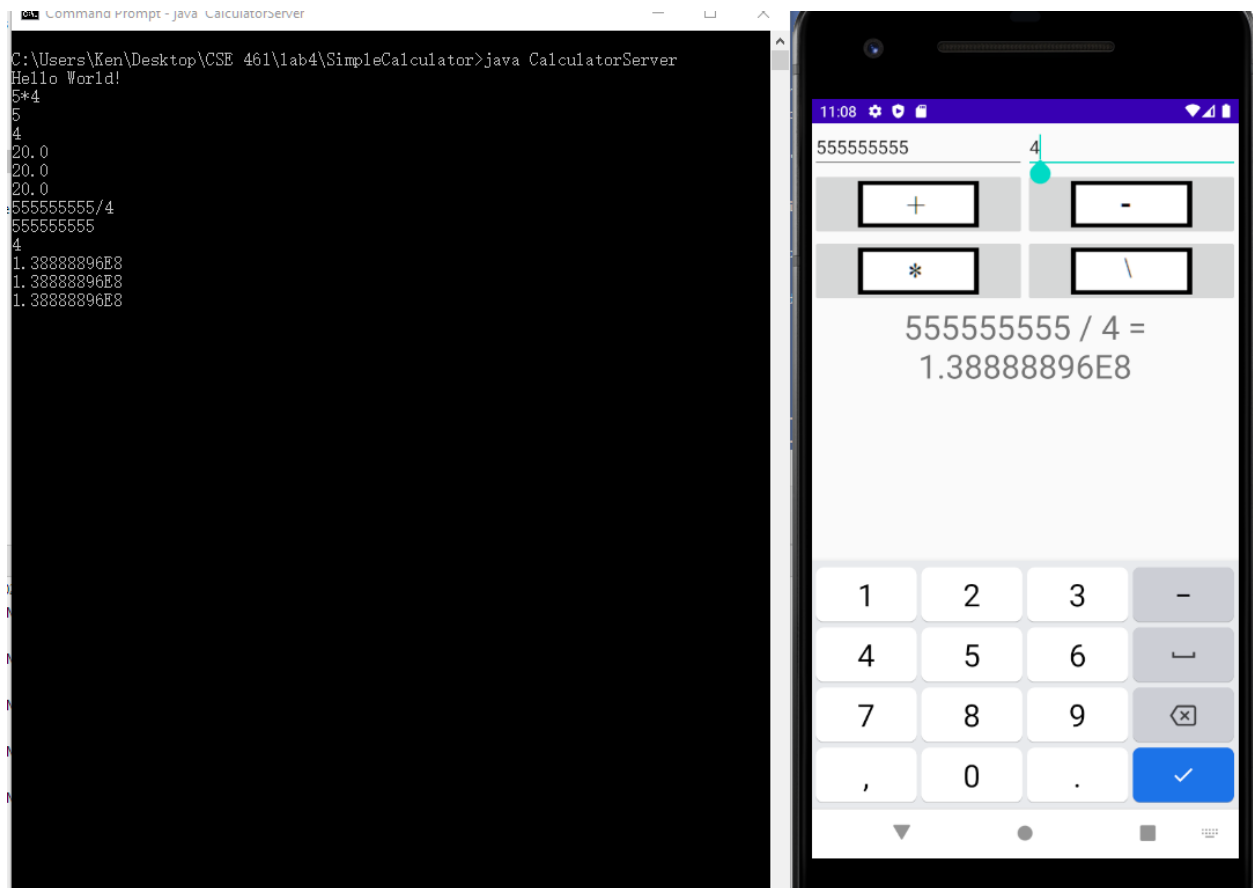 Command Prompt - java CalculatorServer
C:\Users\Ken\Desktop\CSE 461\lab4\SimpleCalculator>java CalculatorServer
Hello World!
5*4
5
4
20.0
20.0
20.0
555555555/4
555555555
4
1.38888896E8
1.38888896E8
1.38888896E8
11:08
555555555 4
+ -
* \
555555555 / 4 =
1.38888896E8
1 2 3 -
4 5 6
7 8 9
, 0 .